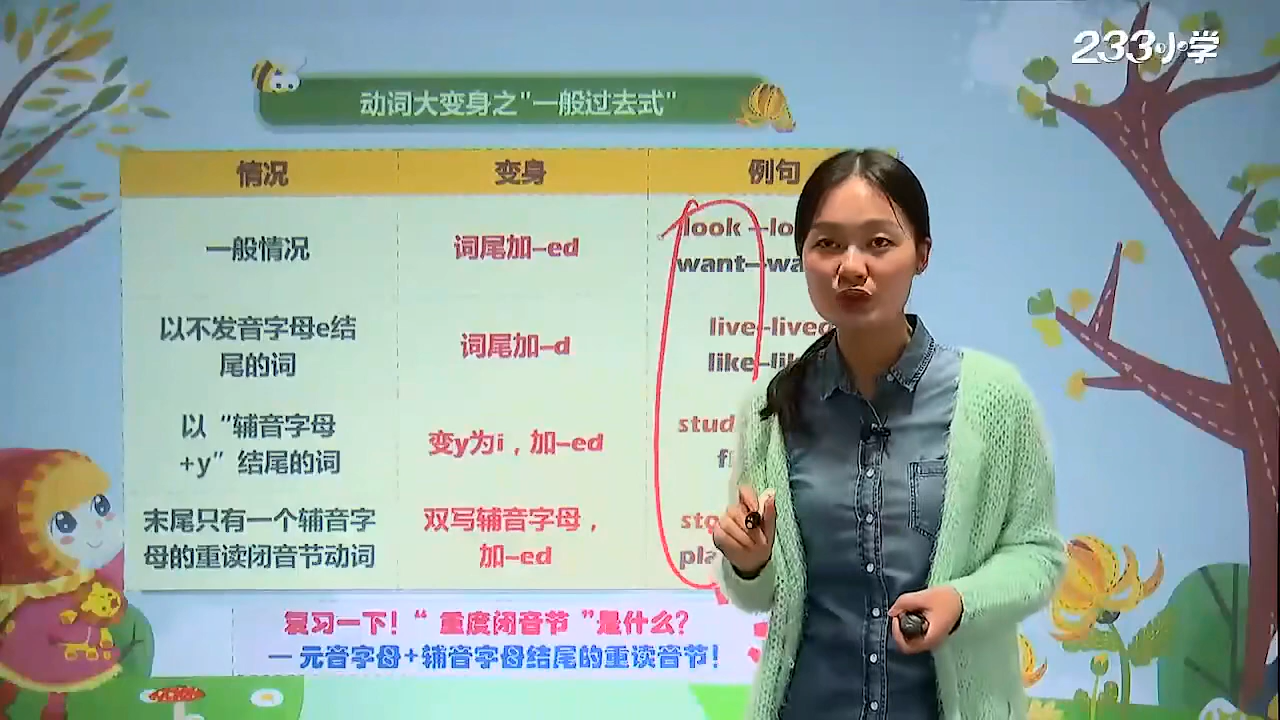 233小学
动词大变身之"一般过去式"
情况 变身 例句
一般情况 词尾加-ed look
want
以不发音字母e结
尾的词
词尾加-d
live-lived
like
以“辅音字母
+y”结尾的词
变y为i，加-ed
末尾只有一个辅音字
母的重读闭音节动词
双写辅音字母，
加-ed
复习一下！“重度闭音节”是什么？
— 元音字母+辅音字母结尾的重读音节！